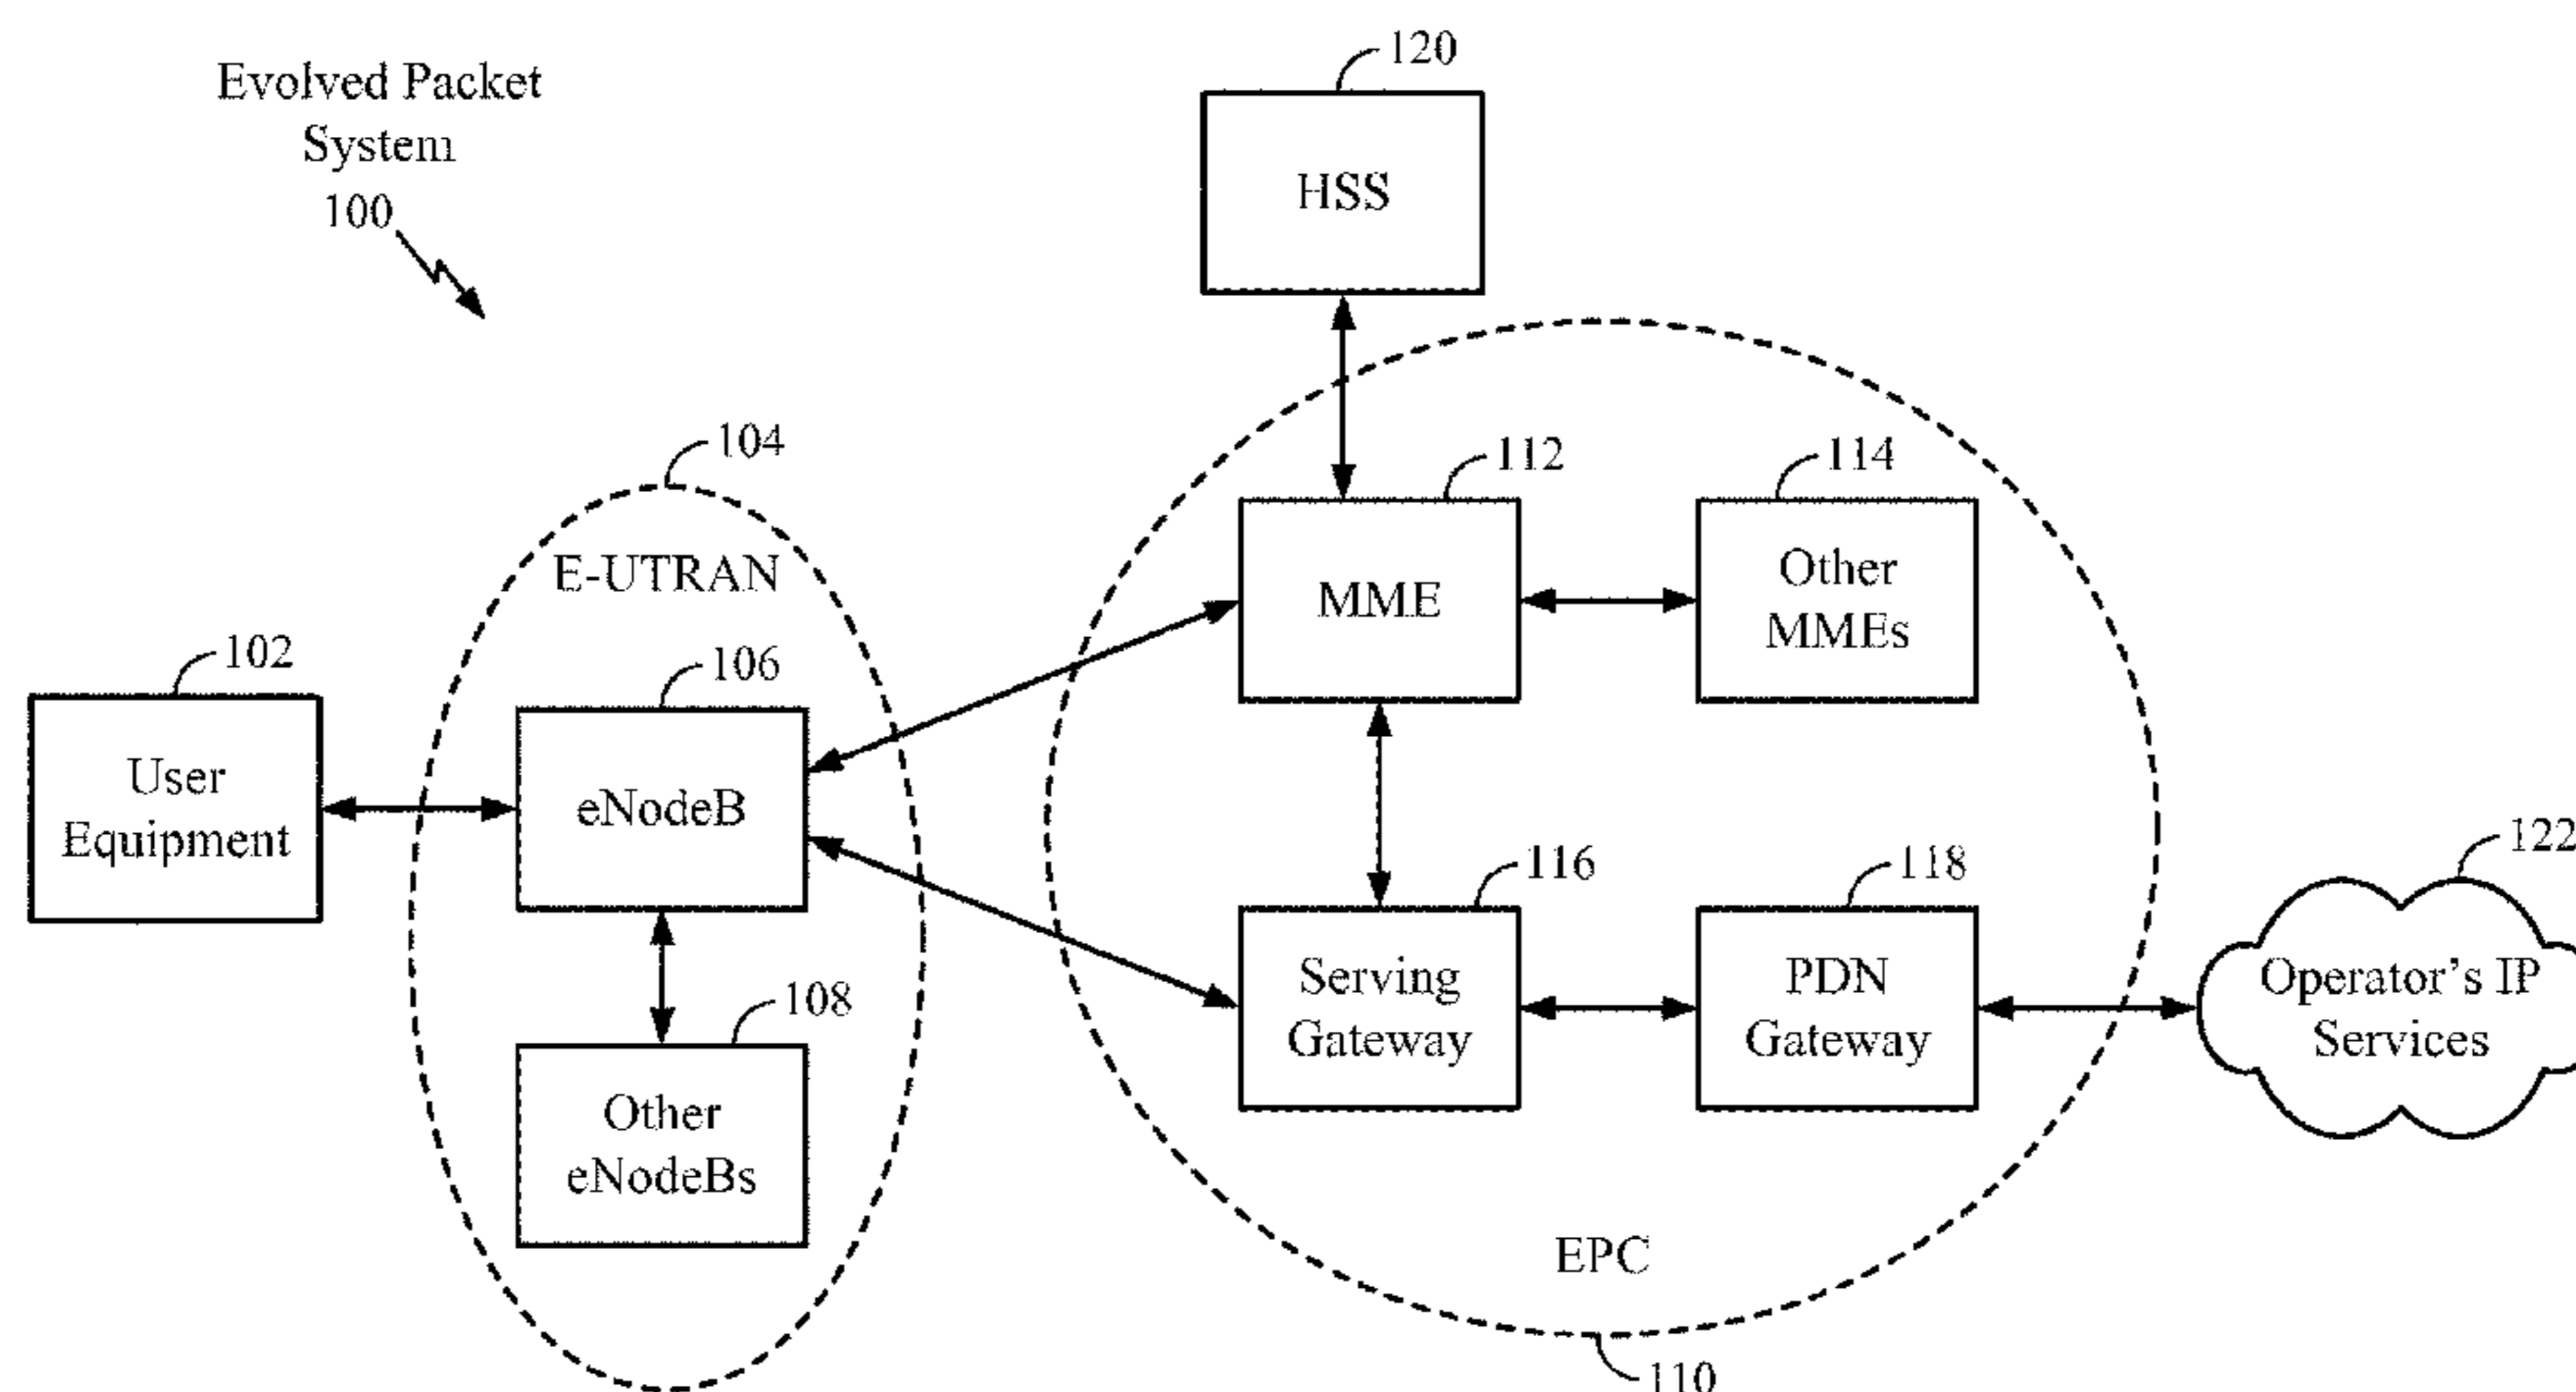 Evolved Packet
System
100
120
HSS
104
E-UTRAN
112
114
MME
Other
MMEs
102
106
User
Equipment
eNodeB
116
118
122
Serving
Gateway
PDN
Gateway
Operator’s IP
Services
108
Other
eNodeBs
EPC
110